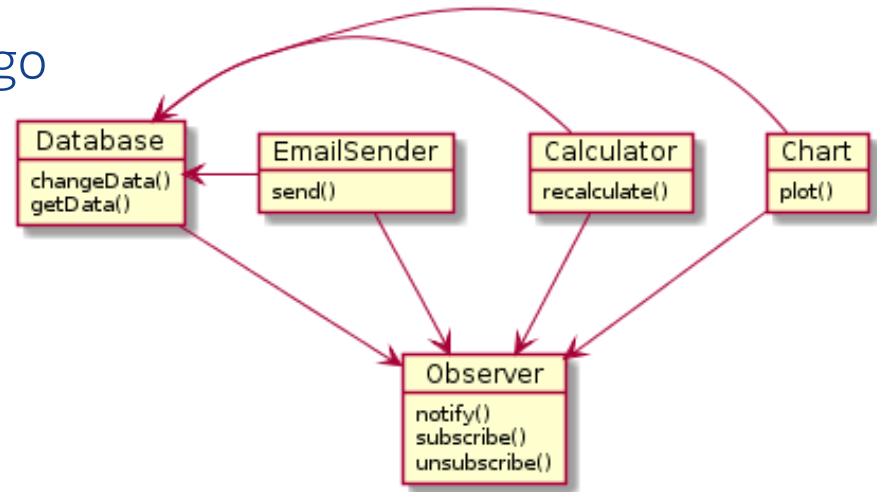 go
Database
changeData()
getData()
EmailSender
send()
Calculator
recalculate()
Chart
plot()
Observer
notify()
subscribe()
unsubscribe()